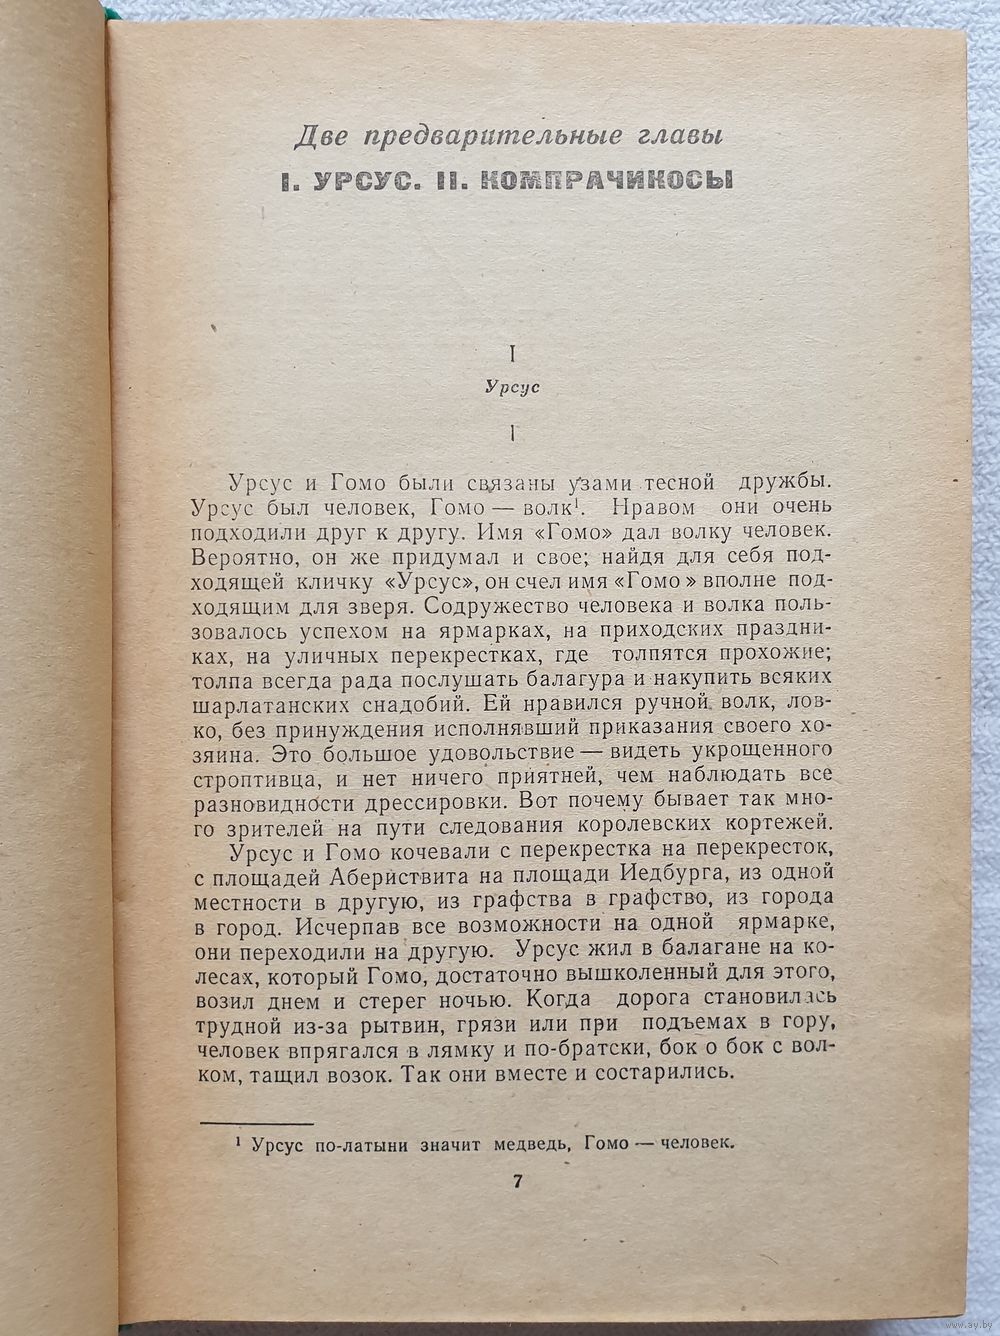 Две предварительные главы
I. УРСУС. II. КОМПРАЧИКОСЫ
I
Урсус
I
Урсус и Гомо были связаны узами тесной дружбы.
Урсус был человек, Гомо — волк¹. Нравом они очень
подходили друг к другу. Имя «Гомо» дал волку человек.
Вероятно, он же придумал и свое; найдя для себя под-
ходящей кличку «Урсус», он счел имя «Гомо» вполне под-
ходящим для зверя. Содружество человека и волка поль-
зовалось успехом на ярмарках, на приходских праздни-
ках, на уличных перекрестках, где толпятся прохожие;
толпа всегда рада послушать балагура и накупить всяких
шарлатанских снадобий. Ей нравился ручной волк, лов-
ко, без принуждения исполнявший приказания своего хо-
зяина. Это большое удовольствие — видеть укрощенного
строптивца, и нет ничего приятней, чем наблюдать все
разновидности дрессировки. Вот почему бывает так мно-
го зрителей на пути следования королевских кортежей.
Урсус и Гомо кочевали с перекрестка на перекресток,
с площадей Абериствита на площади Иедбурга, из одной
местности в другую, из графства в графство, из города
в город. Исчерпав все возможности на одной ярмарке,
они переходили на другую. Урсус жил в балагане на ко-
лесах, который Гомо, достаточно вышколенный для этого,
возил днем и стерег ночью. Когда дорога становилась
трудной из-за рытвин, грязи или при подъемах в гору,
человек впрягался в лямку и по-братски, бок о бок с вол-
ком, тащил возок. Так они вместе и состарились.
¹ Урсус по-латыни значит медведь, Гомо — человек.
7
www.ay.by